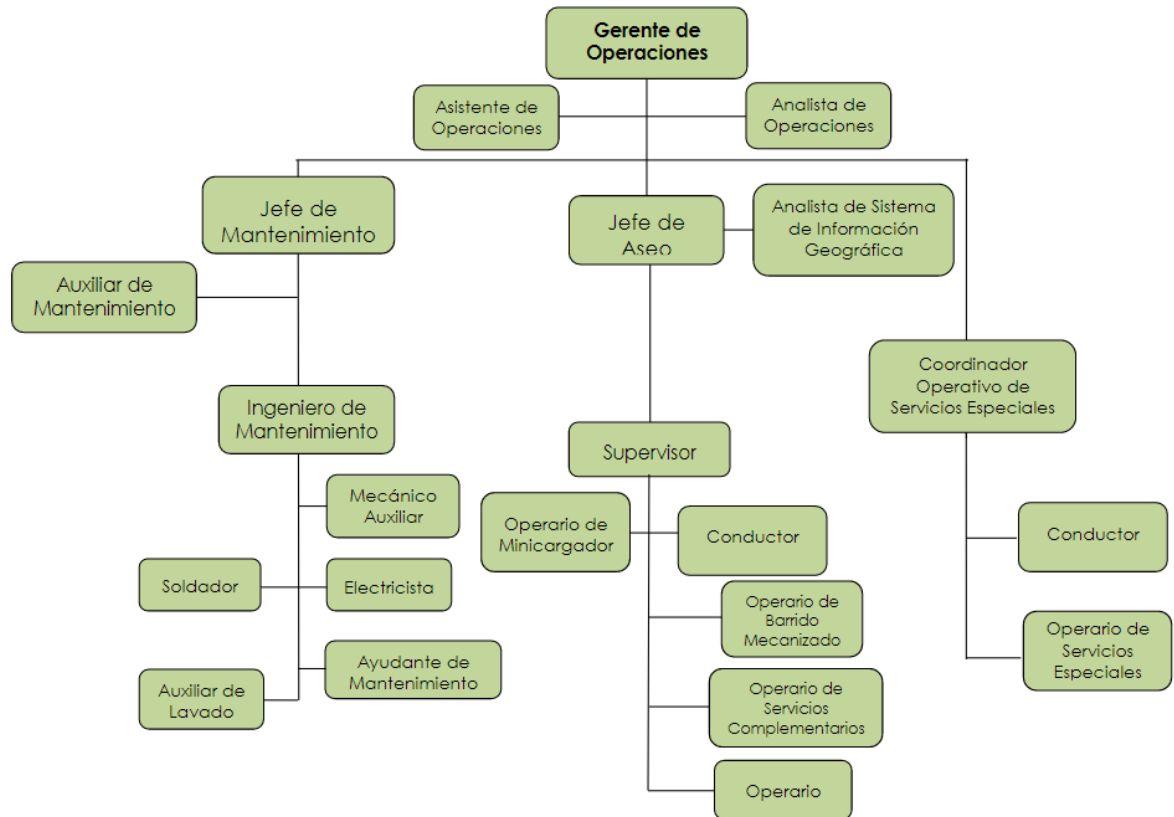 Gerente de
Operaciones
Asistente de
Operaciones
Analista de
Operaciones
Jefe de
Mantenimiento
Jefe de
Aseo
Analista de Sistema
de Información
Geográfica
Auxiliar de
Mantenimiento
Coordinador
Operativo de
Servicios Especiales
Ingeniero de
Mantenimiento
Supervisor
Mecánico
Auxiliar
Operario de
Minicargador
Conductor
Conductor
Soldador
Electricista
Operario de
Barrido
Mecanizado
Operario de
Servicios
Especiales
Ayudante de
Mantenimiento
Auxiliar de
Lavado
Operario de
Servicios
Complementarios
Operario